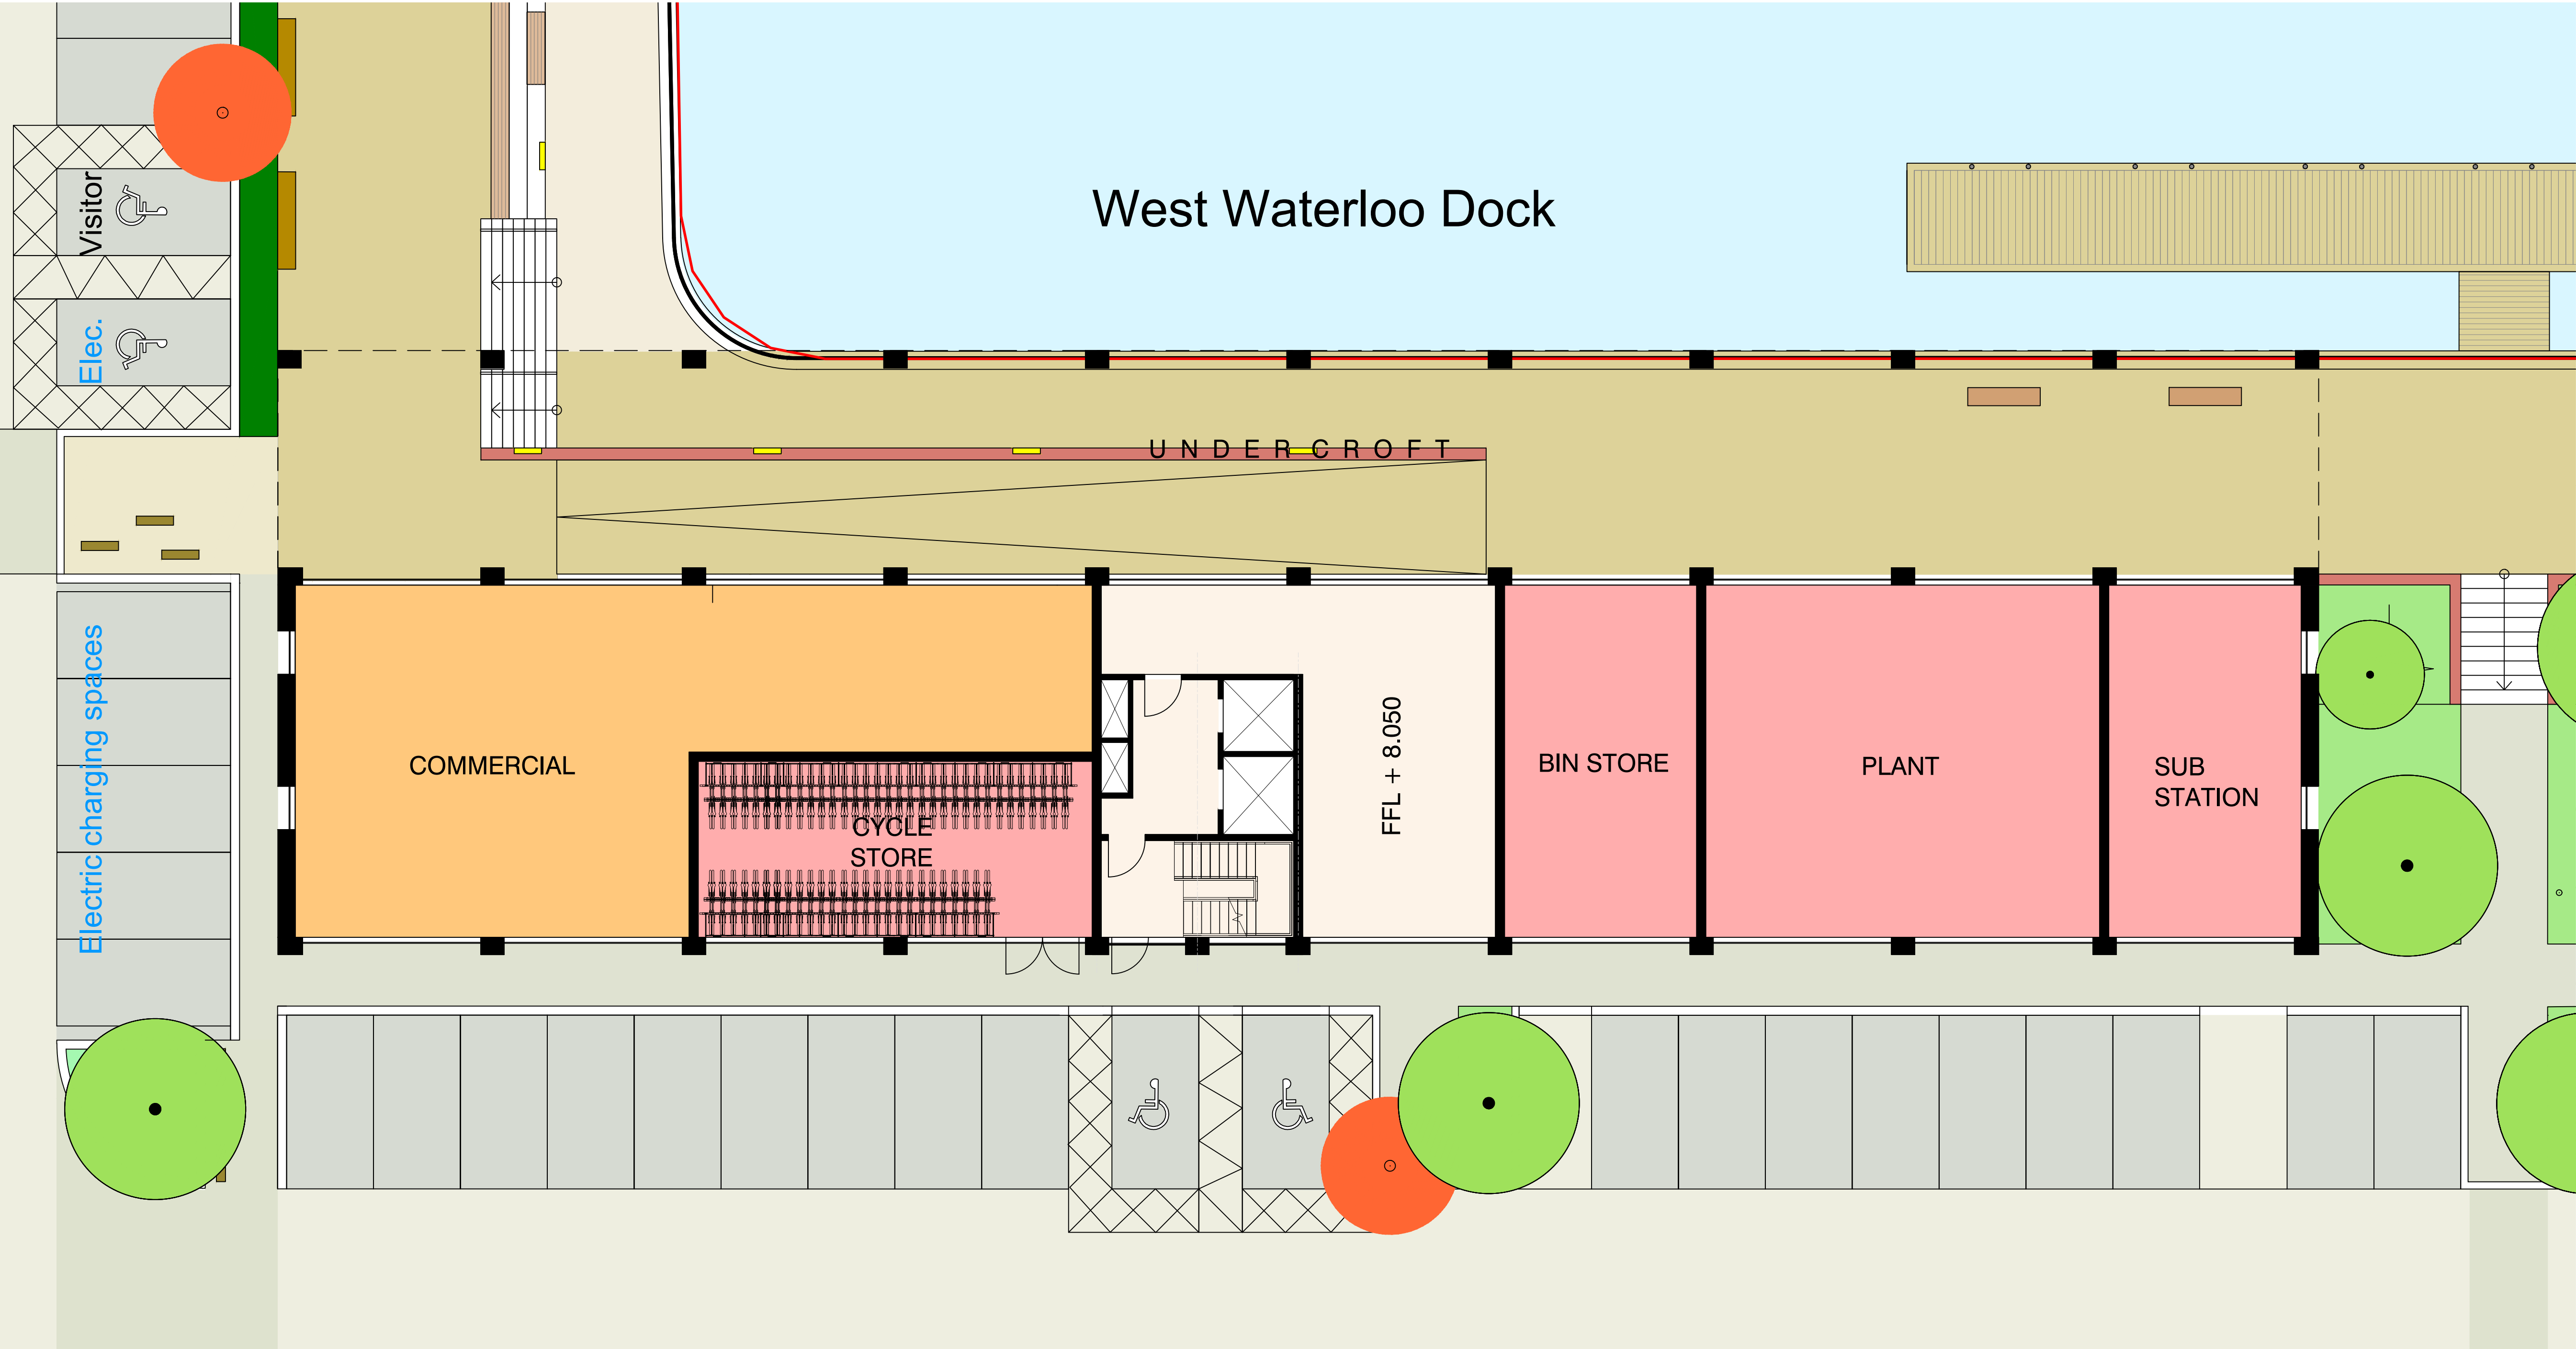 West Waterloo Dock
Visitor
Elec.
UNDERCROFT
Electric charging spaces
COMMERCIAL
CYCLE
STORE
FFL + 8.050
BIN STORE
PLANT
SUB
STATION